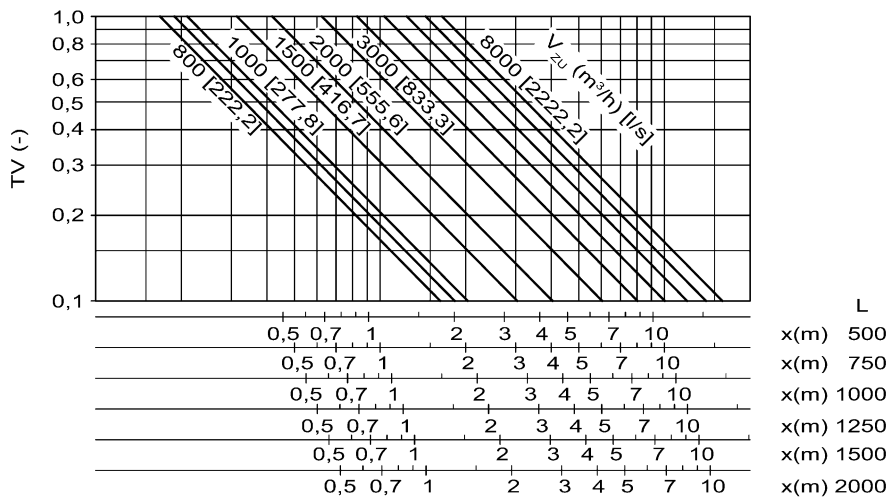 1,0
0,8
0,6
0,5
0,4
0,3
0,2
0,1
TV (-)
800 [222,2]
1000 [277,8]
1500 [416,7]
2000 [555,6]
3000 [833,3]
8000 [2222,2]
V zu (m³/h) [l/s]
L
0,5 0,7 1 2 3 4 5 7 10 x(m) 500
0,5 0,7 1 2 3 4 5 7 10 x(m) 750
0,5 0,7 1 2 3 4 5 7 10 x(m) 1000
0,5 0,7 1 2 3 4 5 7 10 x(m) 1250
0,5 0,7 1 2 3 4 5 7 10 x(m) 1500
0,5 0,7 1 2 3 4 5 7 10 x(m) 2000